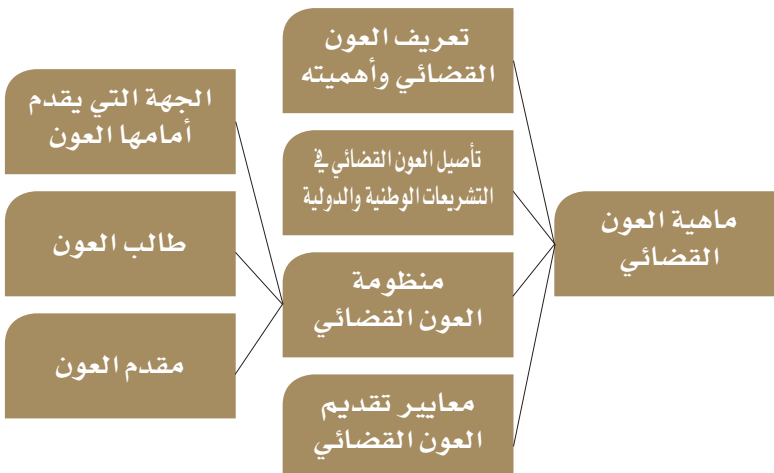 ماهية العون
القضائي
تعريف العون
القضائي وأهميته
تأصيل العون القضائي في
التشريعات الوطنية والدولية
منظومة
العون القضائي
معايير تقديم
العون القضائي
الجهة التي يقدم
أمامها العون
طالب العون
مقدم العون